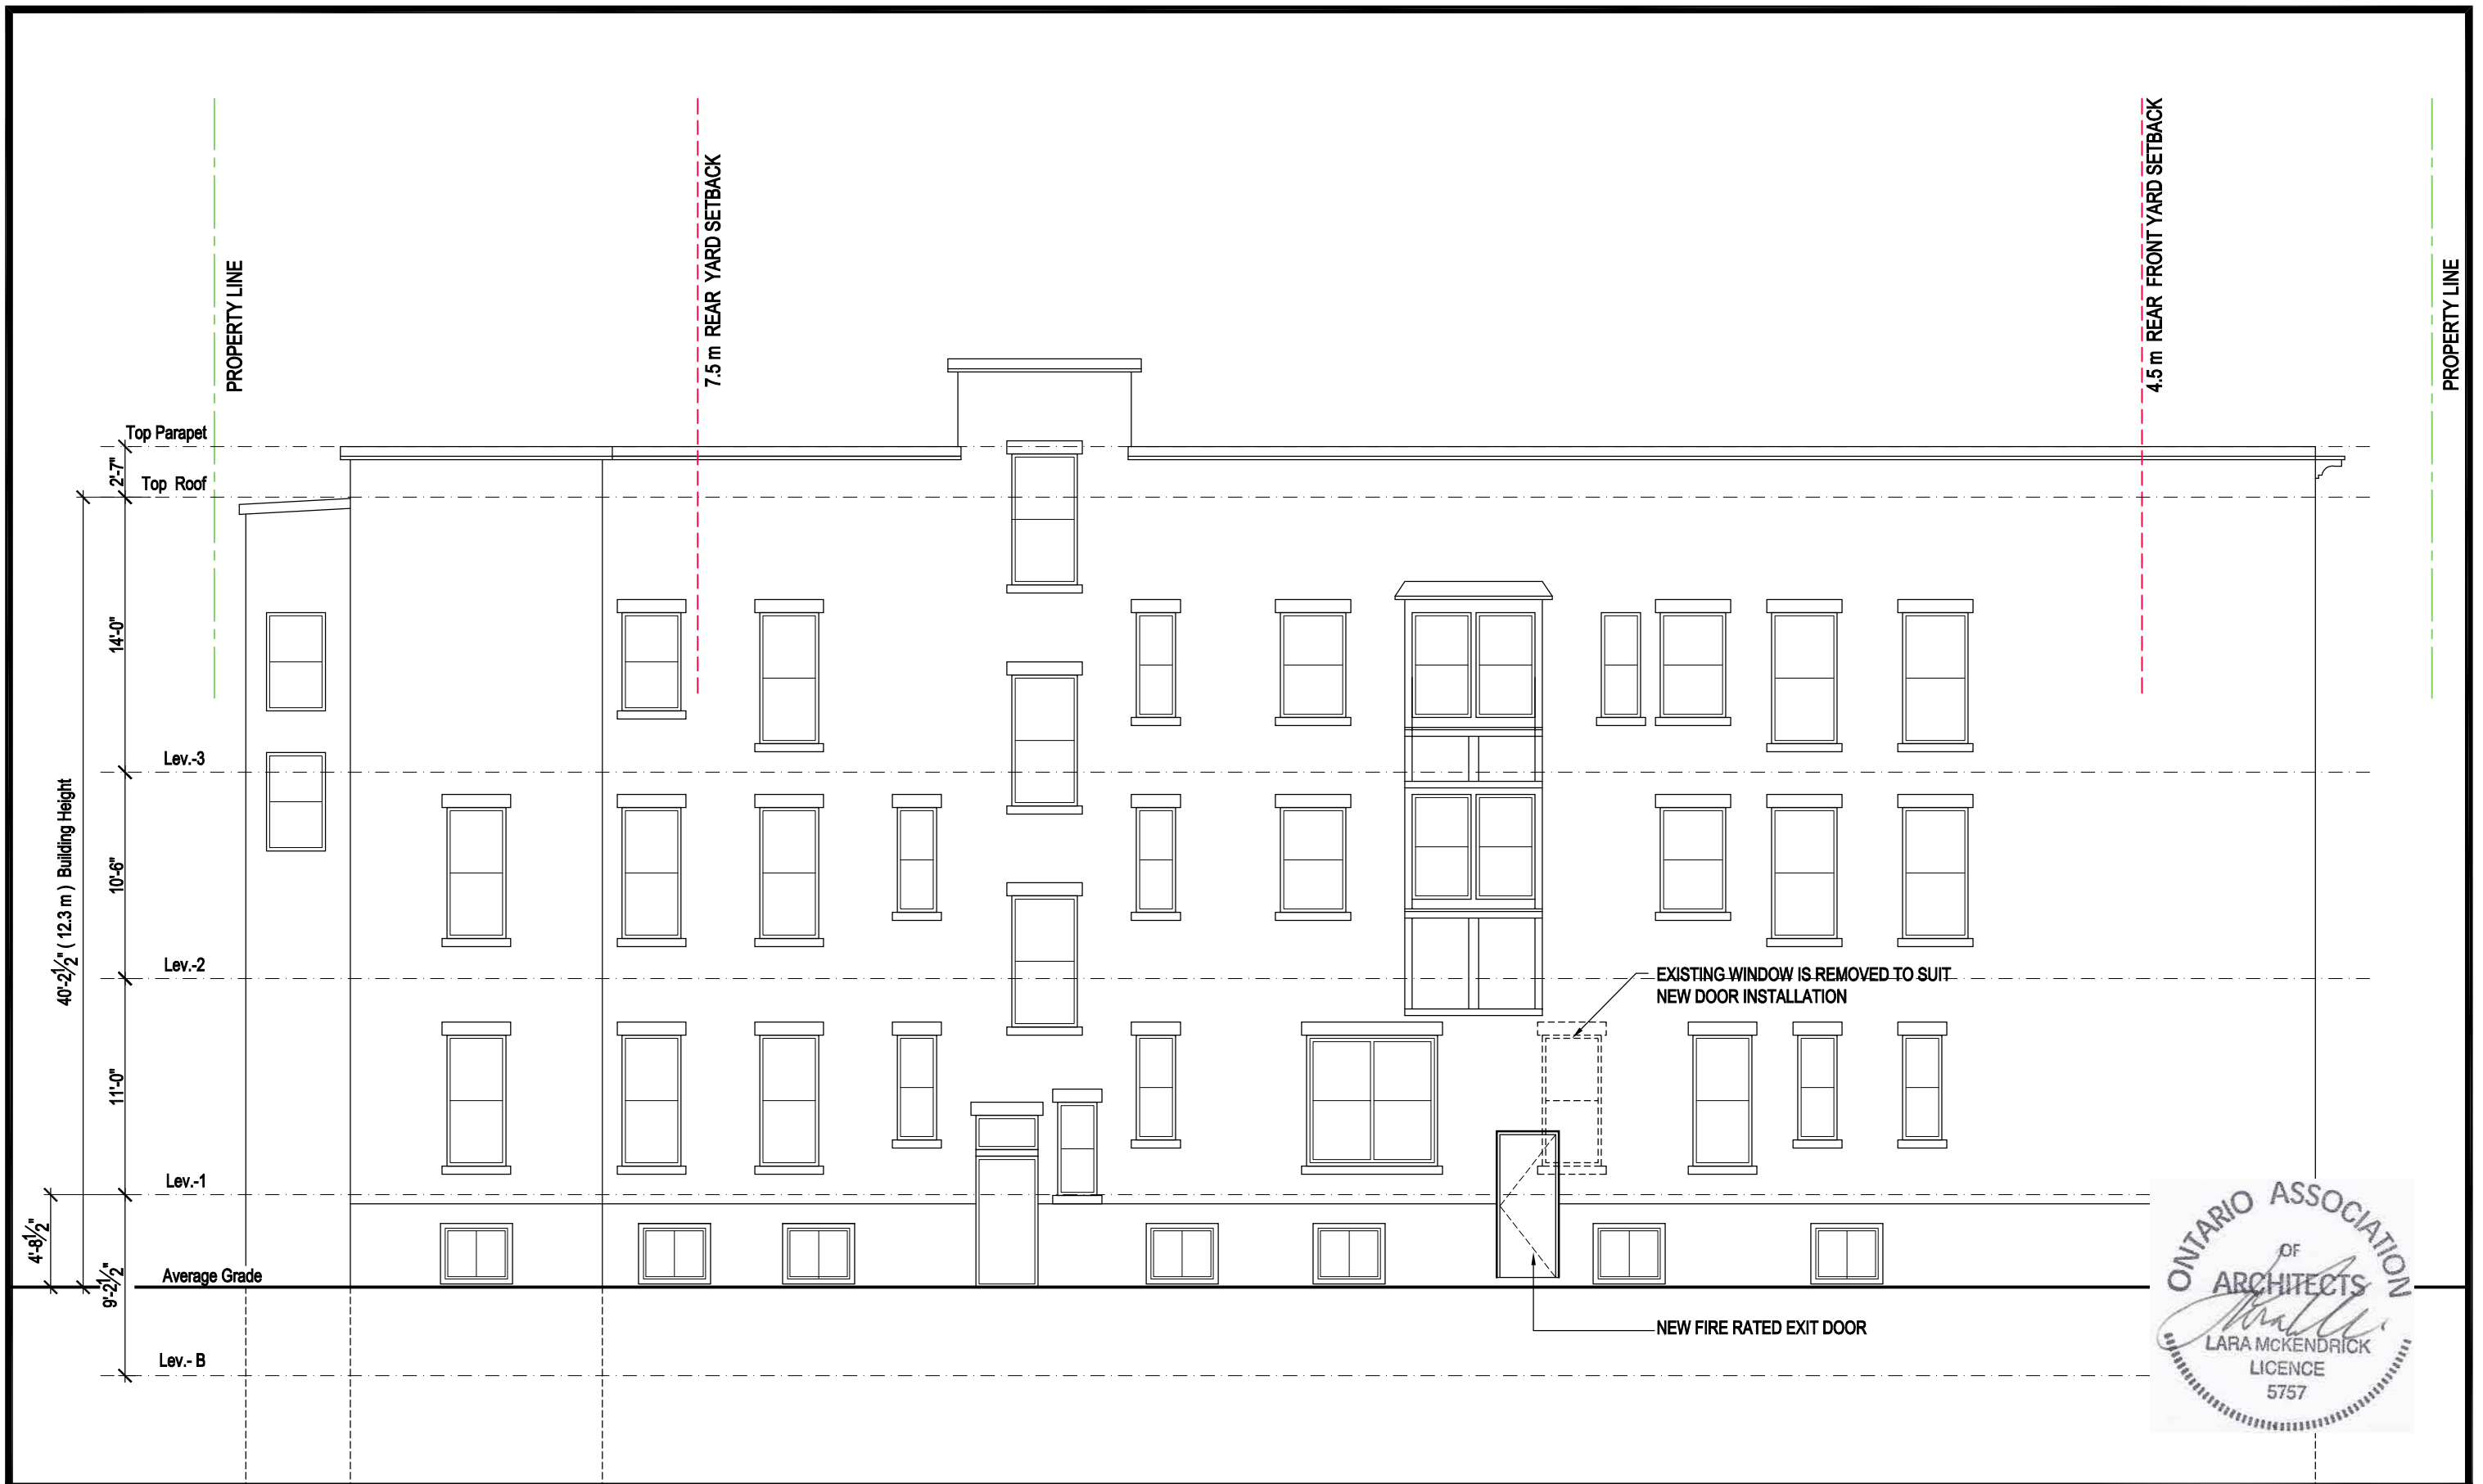 PROPERTY LINE
7.5 m REAR YARD SETBACK
4.5 m REAR FRONT YARD SETBACK
PROPERTY LINE
Top Parapet
2'-7"
Top Roof
14'-0"
Lev.-3
40'-2½" ( 12.3 m ) Building Height
10'-6"
Lev.-2
EXISTING WINDOW IS REMOVED TO SUIT
NEW DOOR INSTALLATION
11'-0"
Lev.-1
4'-8½"
Average Grade
9'-2½"
NEW FIRE RATED EXIT DOOR
Lev.- B
ONTARIO ASSOCIATION
OF
ARCHITECTS
LARA McKENDRICK
LICENCE
5757